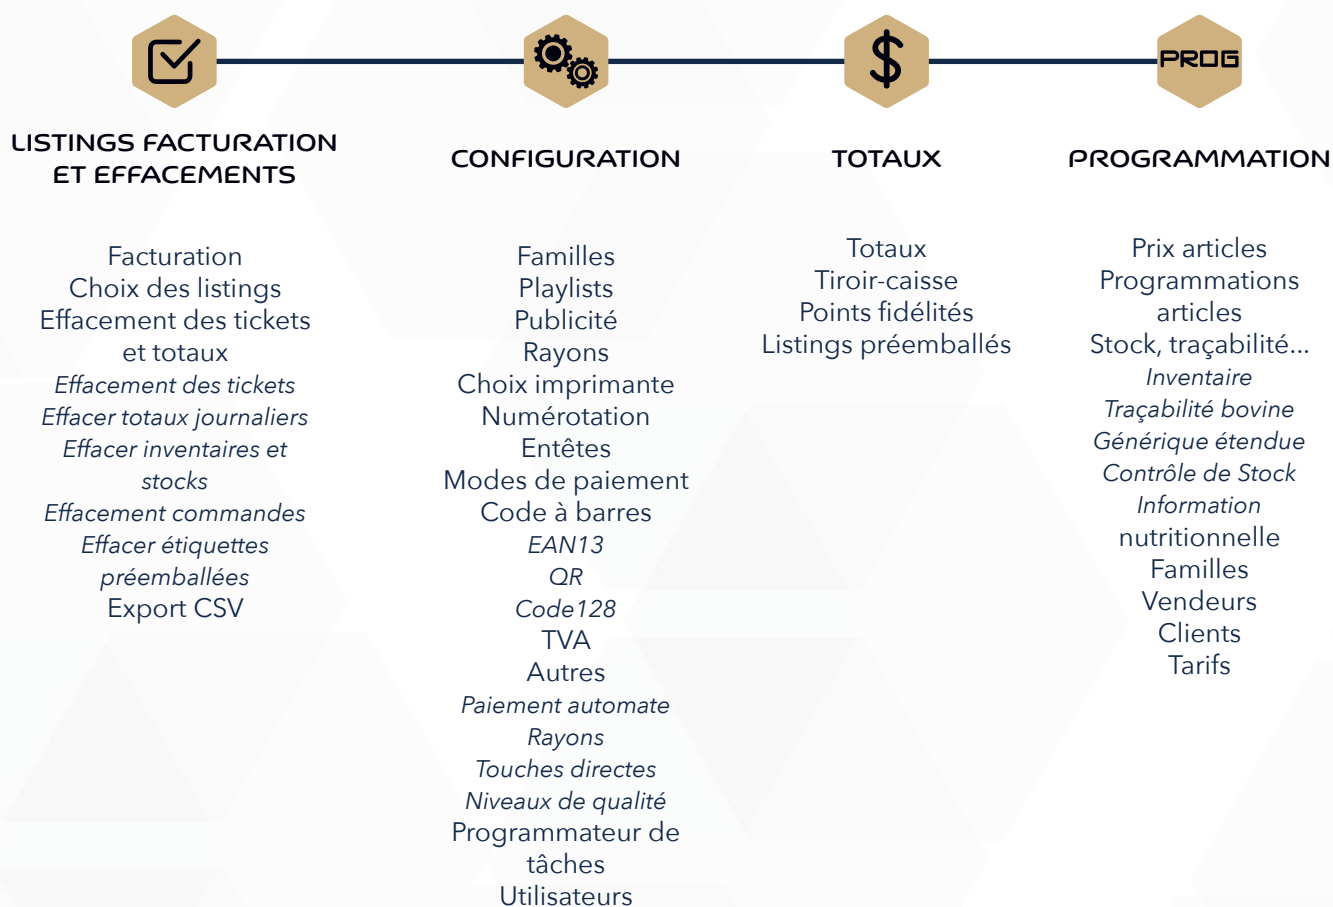 PROG
LISTINGS FACTURATION
ET EFFACEMENTS
Facturation
Choix des listings
Effacement des tickets
et totaux
Effacement des tickets
Effacer totaux journaliers
Effacer inventaires et
stocks
Effacement commandes
Effacer étiquettes
préemballées
Export CSV
CONFIGURATION
Familles
Playlists
Publicité
Rayons
Choix imprimante
Numérotation
Entêtes
Modes de paiement
Code à barres
EAN13
QR
Code128
TVA
Autres
Paiement automate
Rayons
Touches directes
Niveaux de qualité
Programmateur de
tâches
Utilisateurs
TOTAUX
Totaux
Tiroir-caisse
Points fidélités
Listings préemballés
PROGRAMMATION
Prix articles
Programmations
articles
Stock, traçabilité...
Inventaire
Traçabilité bovine
Générique étendue
Contrôle de Stock
Information
nutritionnelle
Familles
Vendeurs
Clients
Tarifs